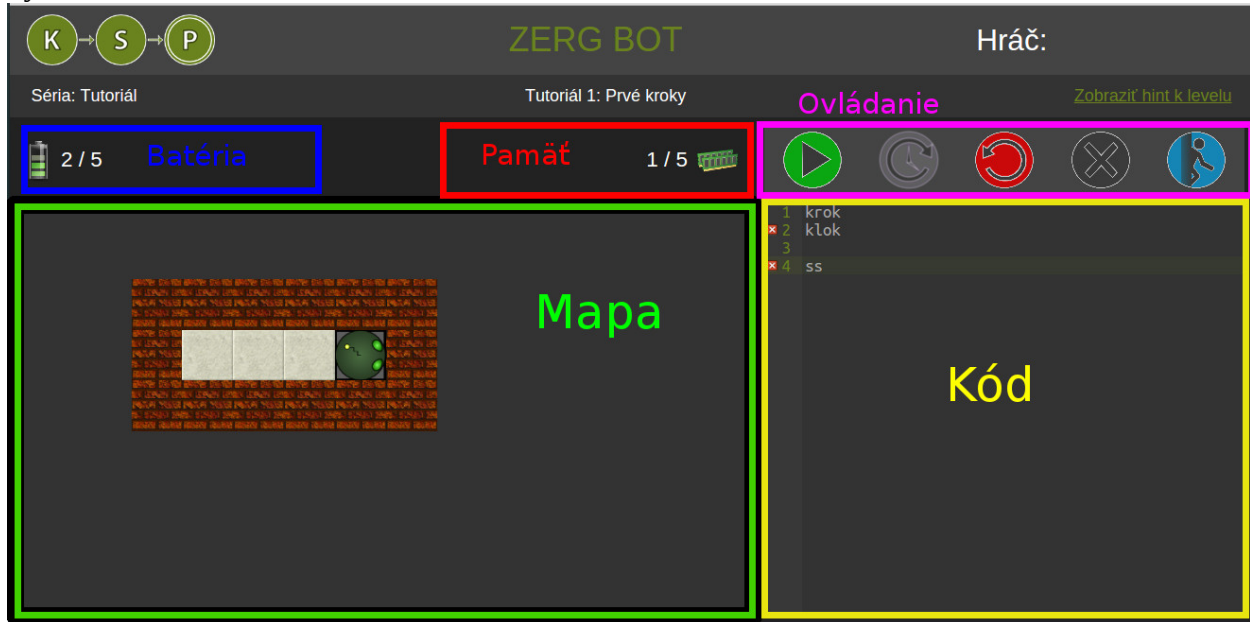 K S P
ZERG BOT
Hráč:
Séria: Tutoriál
Tutoriál 1: Prvé kroky
Ovládanie
Zobraziť hint k levelu
2 / 5
Batéria
Pamäť
1 / 5
Mapa
1 krok
2 klok
3
4 ss
Kód